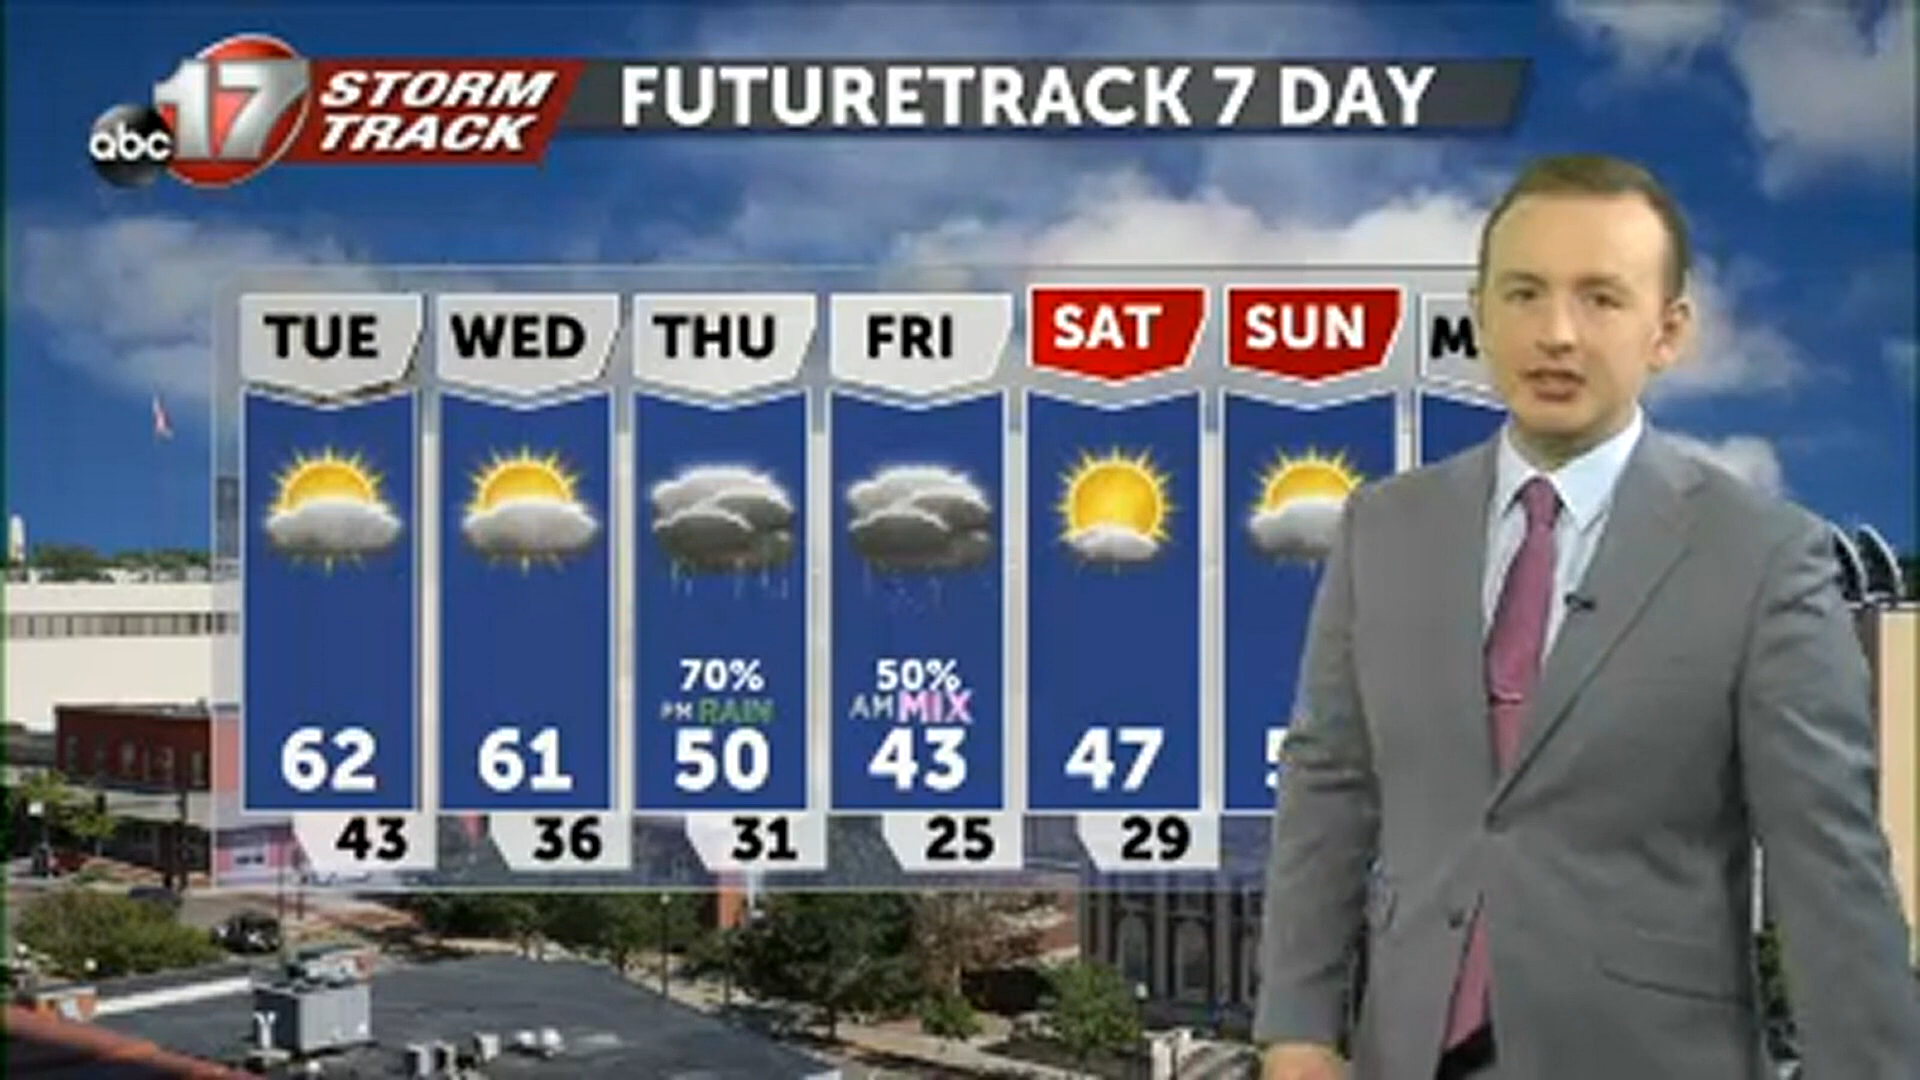 abc 17 STORM TRACK
FUTURETRACK 7 DAY
TUE WED THU FRI SAT SUN
70% 50%
PM RAIN AM MIX
62 61 50 43 47
43 36 31 25 29